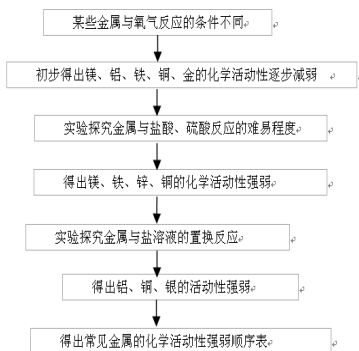 某些金属与氧气反应的条件不同
初步得出镁、铝、铁、铜、金的化学活动性逐步减弱
实验探究金属与盐酸、硫酸反应的难易程度
得出镁、铁、锌、铜的化学活动性强弱
实验探究金属与盐溶液的置换反应
得出铝、铜、银的活动性强弱
得出常见金属的化学活动性强弱顺序表